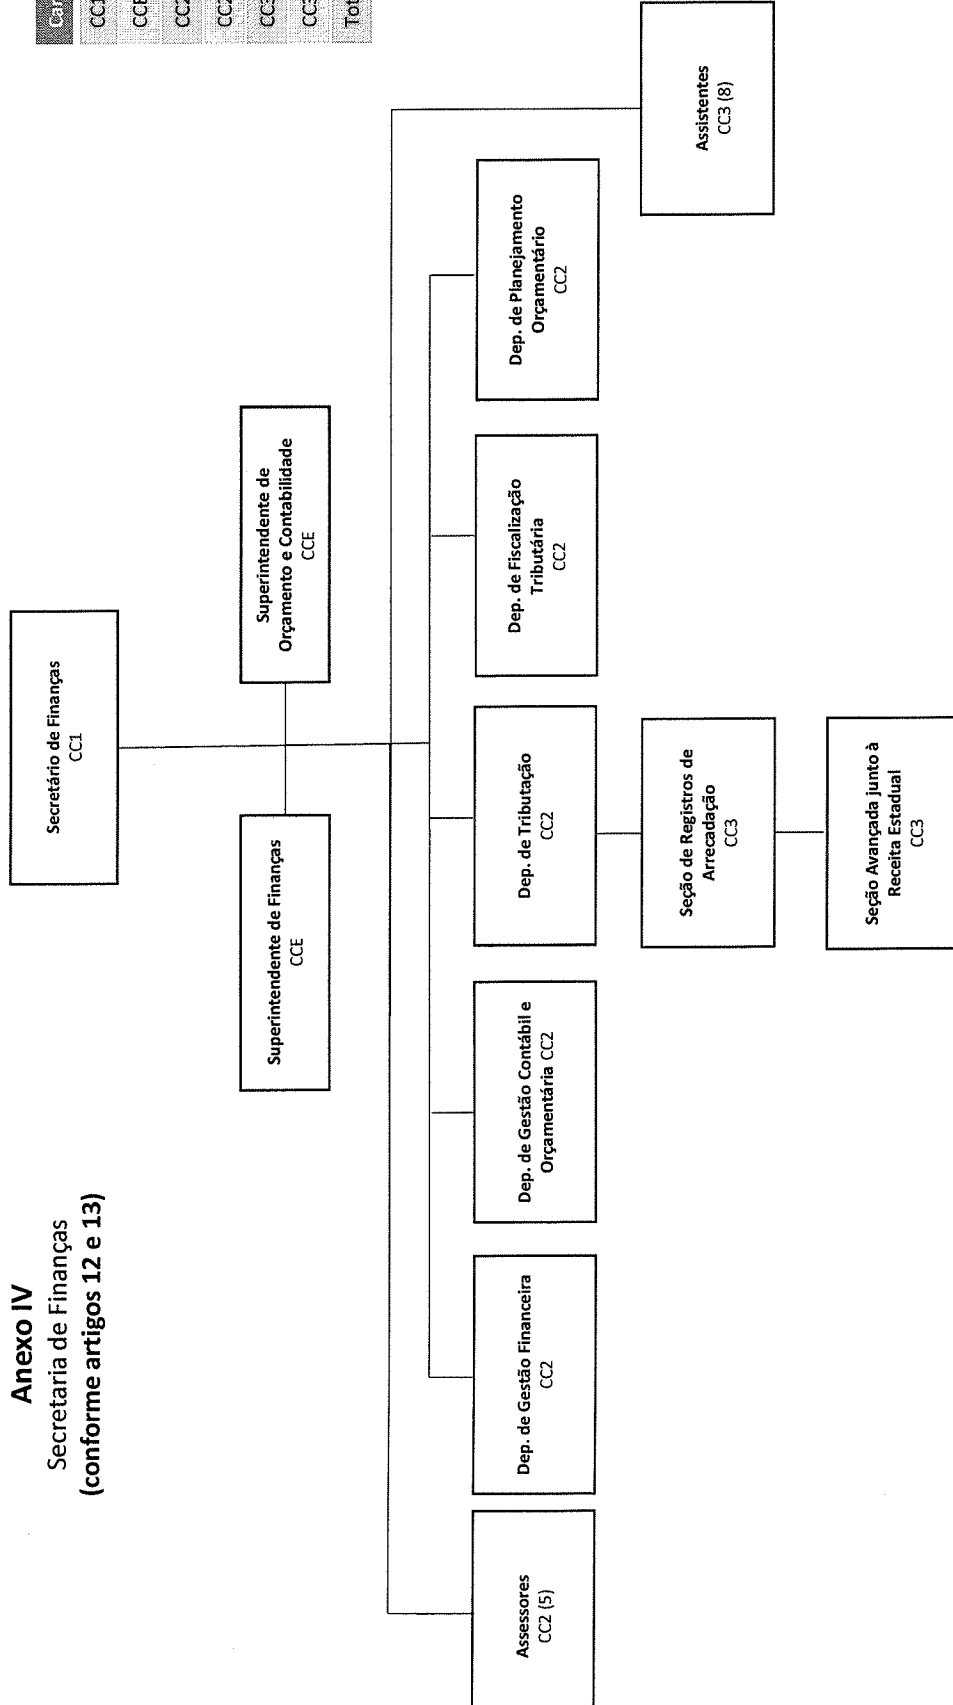 Anexo IV
Secretaria de Finanças
(conforme artigos 12 e 13)
CC1
CC2
CC2
Secretário de Finanças
CC1
Superintendente de Finanças
CCE
Superintendente de
Orçamento e Contabilidade
CCE
Assessores
CC2 (5)
Dep. de Gestão Financeira
CC2
Dep. de Gestão Contábil e
Orçamentária CC2
Dep. de Tributação
CC2
Dep. de Fiscalização
Tributária
CC2
Dep. de Planejamento
Orçamentário
CC2
Seção de Registros de
Arrecadação
CC3
Assistentes
CC3 (8)
Seção Avançada junto à
Receita Estadual
CC3